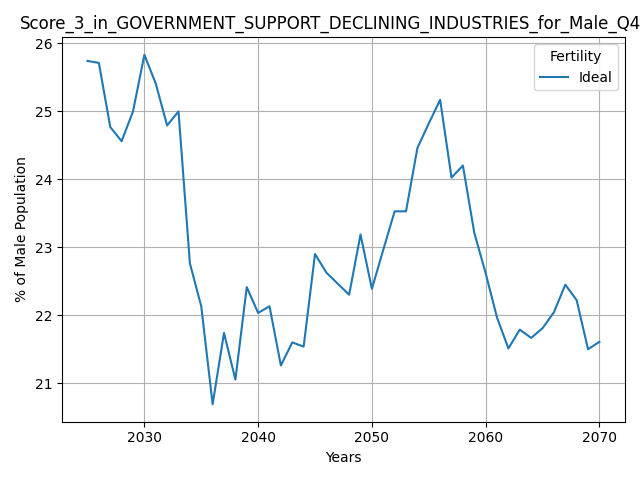 Score_3_in_GOVERNMENT_SUPPORT_DECLINING_INDUSTRIES_for_Male_Q4
Fertility
Ideal
26
25
24
23
22
21
% of Male Population
2030 2040 2050 2060 2070
Years